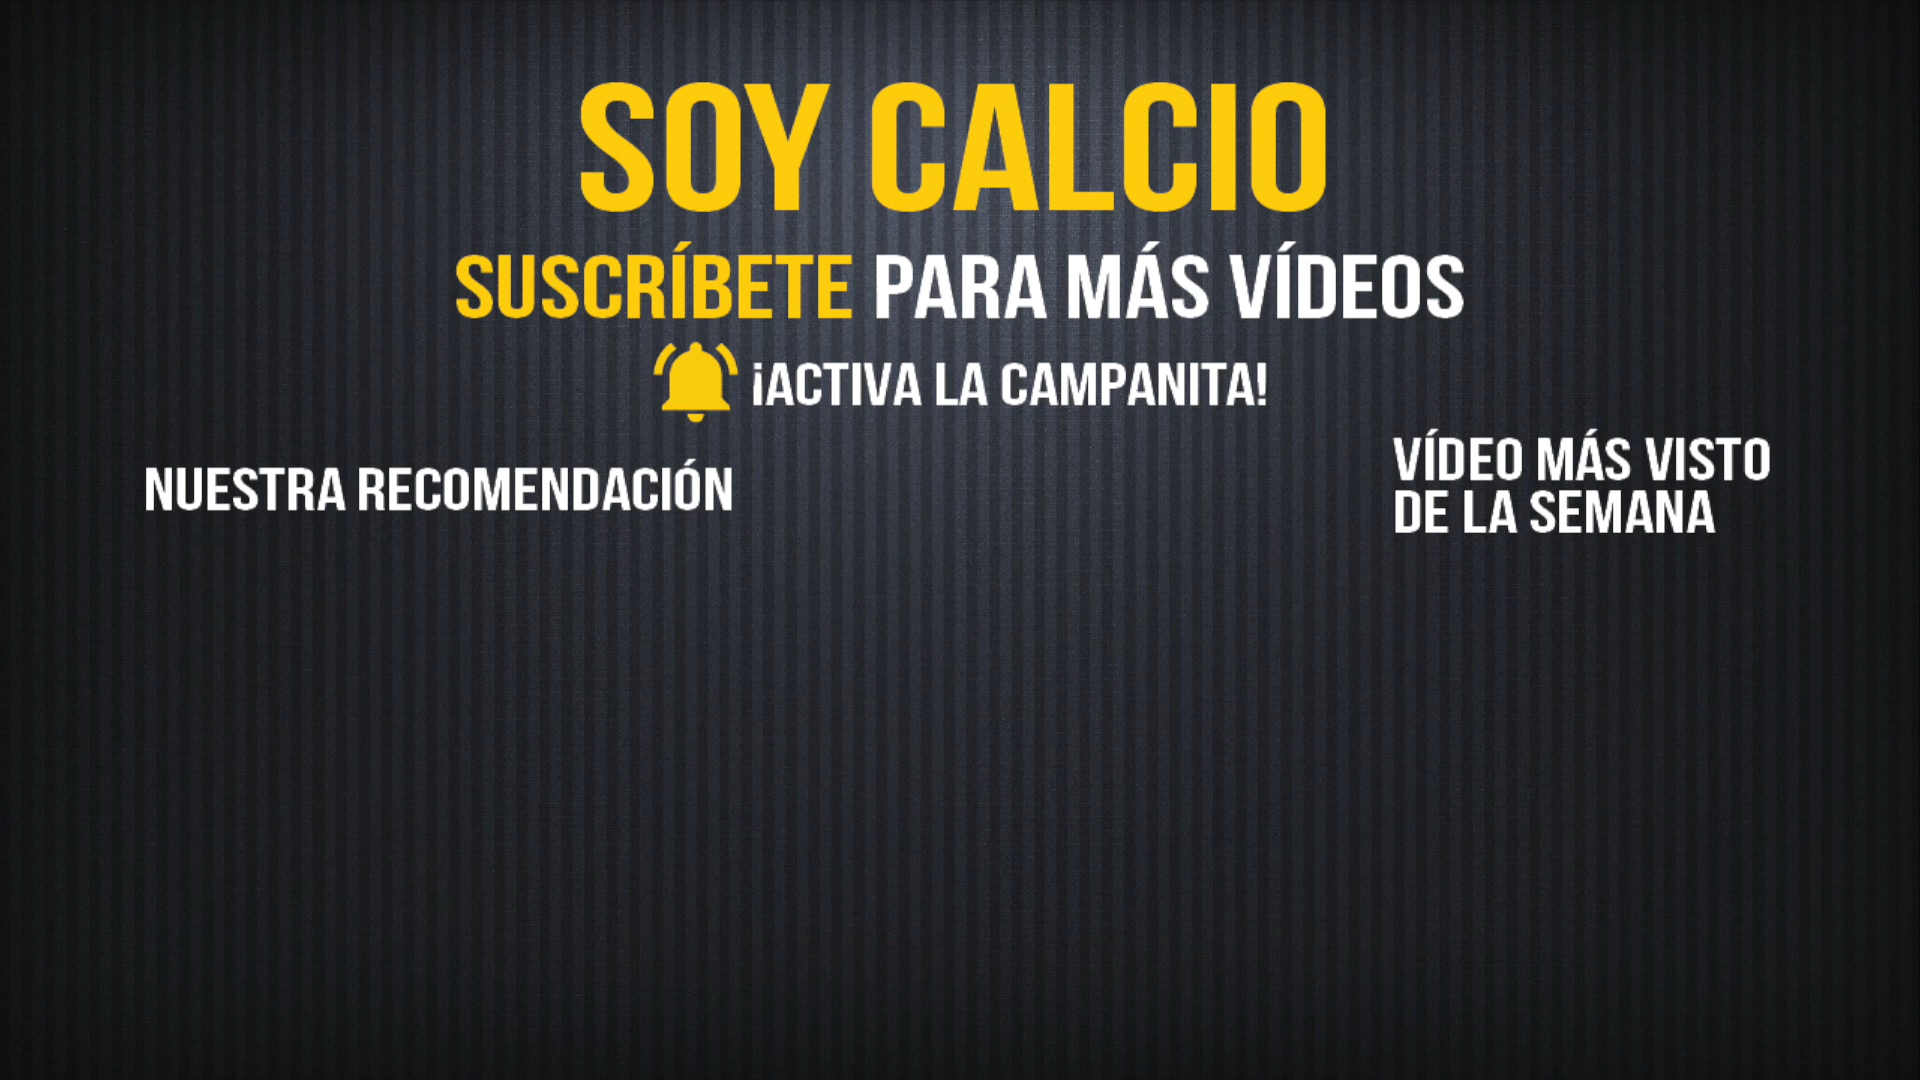 SOY CALCIO
SUSCRÍBETE PARA MÁS VÍDEOS
¡ACTIVA LA CAMPANITA!
NUESTRA RECOMENDACIÓN
VÍDEO MÁS VISTO
DE LA SEMANA